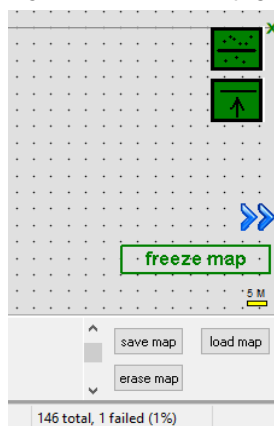 freeze map
5 M
save map
load map
erase map
146 total, 1 failed (1%)